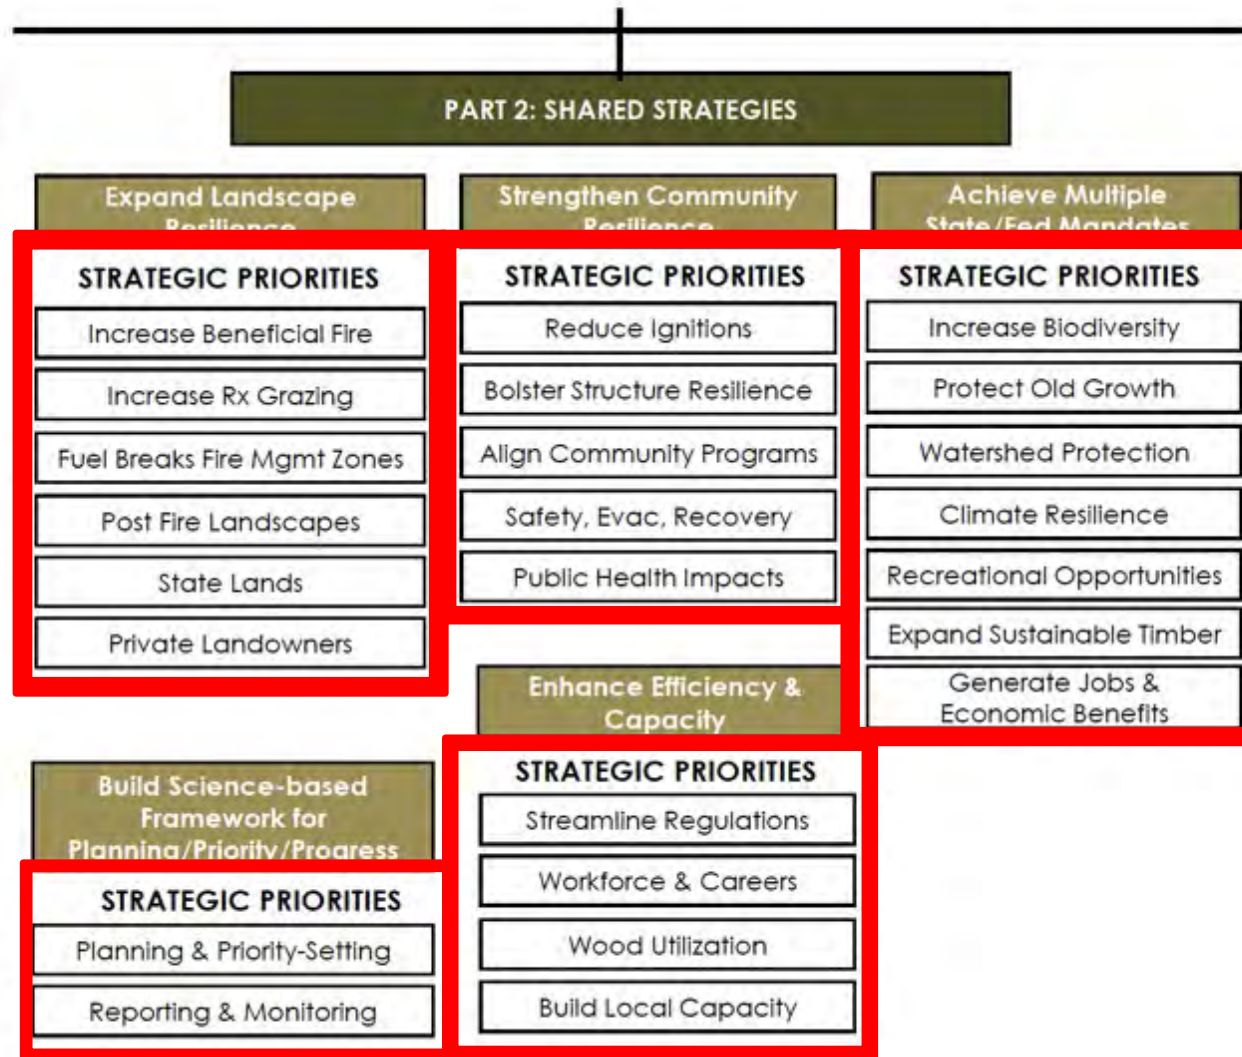 PART 2: SHARED STRATEGIES
Expand Landscape
Resilience
STRATEGIC PRIORITIES
Increase Beneficial Fire
Increase Rx Grazing
Fuel Breaks Fire Mgmt Zones
Post Fire Landscapes
State Lands
Private Landowners
Strengthen Community
Resilience
STRATEGIC PRIORITIES
Reduce Ignitions
Bolster Structure Resilience
Align Community Programs
Safety, Evac, Recovery
Public Health Impacts
Achieve Multiple
State/Fed Mandates
STRATEGIC PRIORITIES
Increase Biodiversity
Protect Old Growth
Watershed Protection
Climate Resilience
Recreational Opportunities
Expand Sustainable Timber
Generate Jobs &
Economic Benefits
Build Science-based
Framework for
Planning/Priority/Progress
STRATEGIC PRIORITIES
Planning & Priority-Setting
Reporting & Monitoring
Enhance Efficiency &
Capacity
STRATEGIC PRIORITIES
Streamline Regulations
Workforce & Careers
Wood Utilization
Build Local Capacity